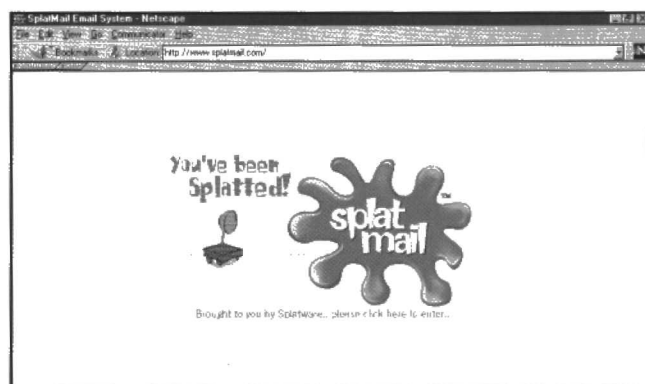 SplatMail Email System - Netscape
File Edit View Go Communicator Help
Bookmarks Location: http://www.splatmail.com/
You've been
Splatted!
splat
mail
™
Brought to you by Splatware... please click here to enter...